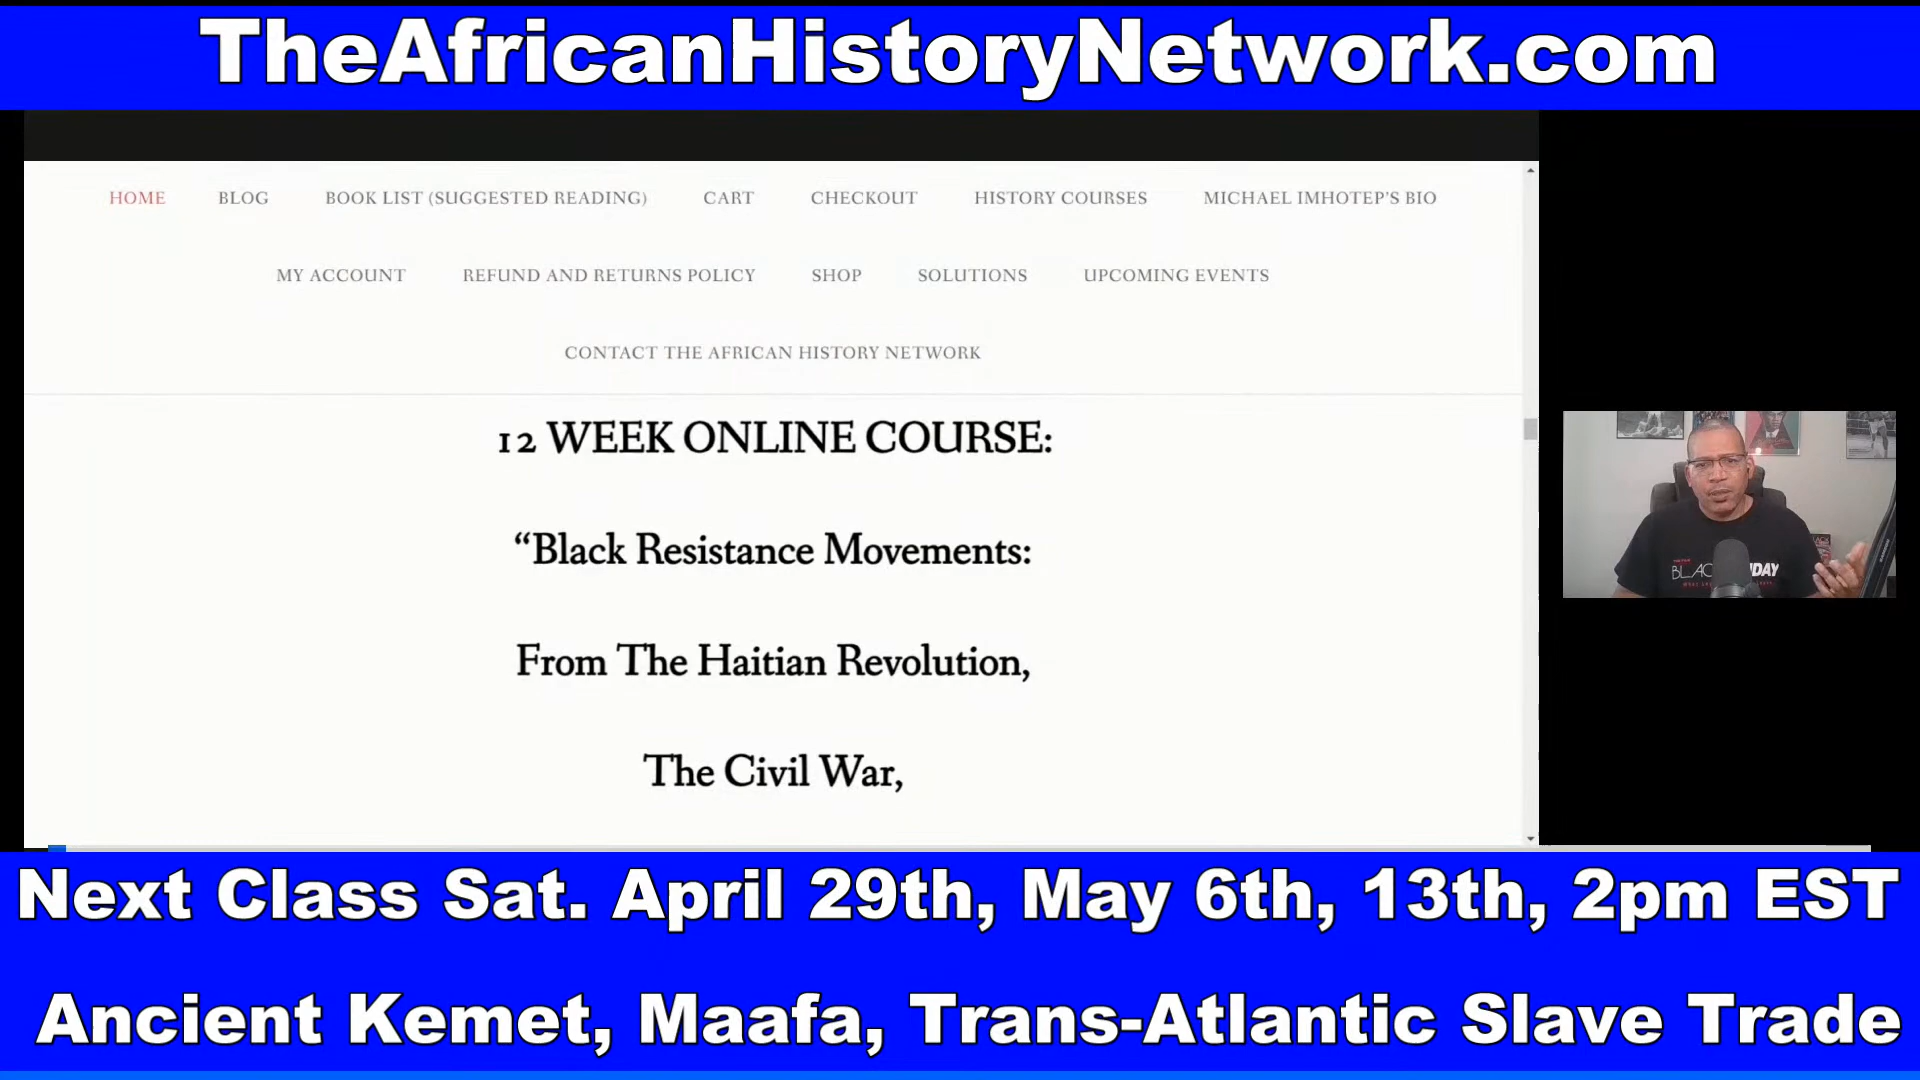 TheAfricanHistoryNetwork.com
HOME BLOG BOOK LIST (SUGGESTED READING) CART CHECKOUT HISTORY COURSES MICHAEL IMHOTEP'S BIO
MY ACCOUNT REFUND AND RETURNS POLICY SHOP SOLUTIONS UPCOMING EVENTS
CONTACT THE AFRICAN HISTORY NETWORK
12 WEEK ONLINE COURSE:
“Black Resistance Movements:
From The Haitian Revolution,
The Civil War,
Next Class Sat. April 29th, May 6th, 13th, 2pm EST
Ancient Kemet, Maafa, Trans-Atlantic Slave Trade